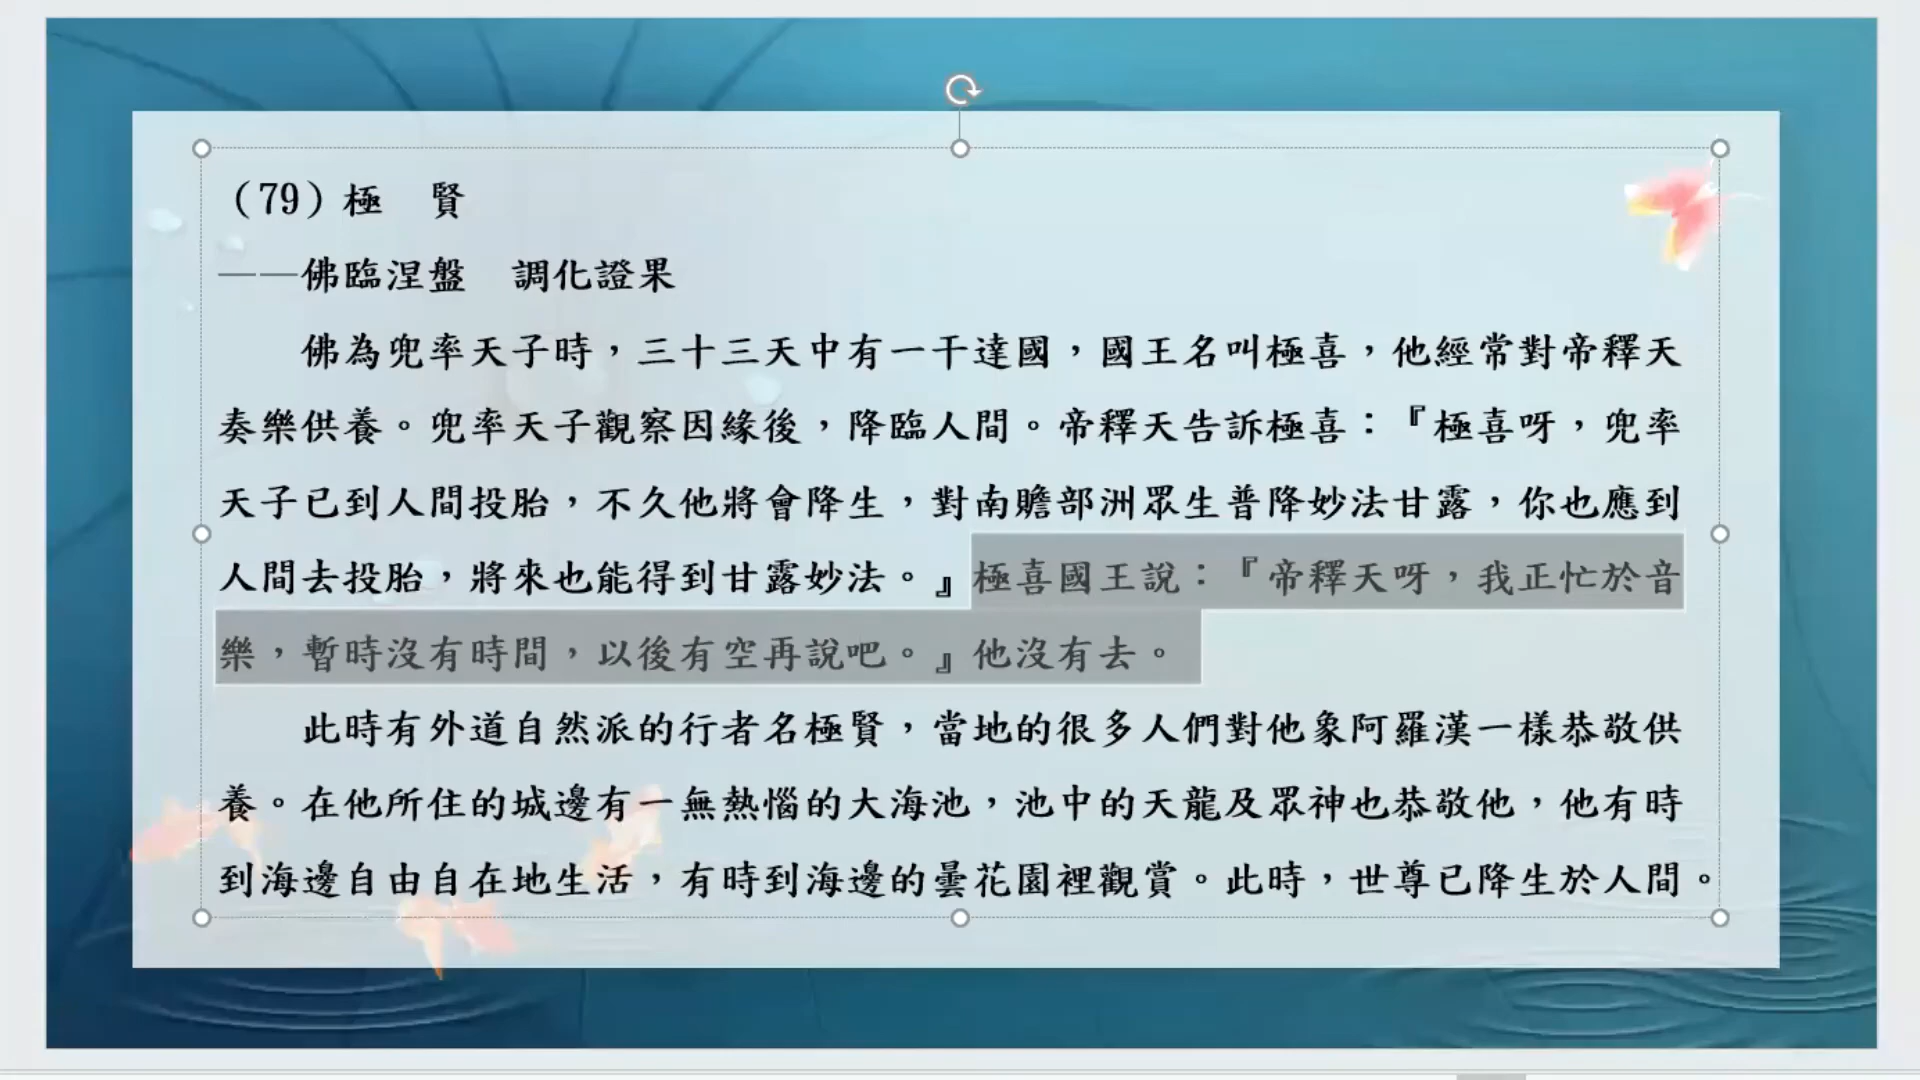 （79）極　賢
——佛臨涅盤　調化證果
佛為兜率天子時，三十三天中有一干達國，國王名叫極喜，他經常對帝釋天
奏樂供養。兜率天子觀察因緣後，降臨人間。帝釋天告訴極喜：『極喜呀，兜率
天子已到人間投胎，不久他將會降生，對南贍部洲眾生普降妙法甘露，你也應到
人間去投胎，將來也能得到甘露妙法。』極喜國王說：『帝釋天呀，我正忙於音
樂，暫時沒有時間，以後有空再說吧。』他沒有去。
此時有外道自然派的行者名極賢，當地的很多人們對他象阿羅漢一樣恭敬供
養。在他所住的城邊有一無熱惱的大海池，池中的天龍及眾神也恭敬他，他有時
到海邊自由自在地生活，有時到海邊的曇花園裡觀賞。此時，世尊已降生於人間。